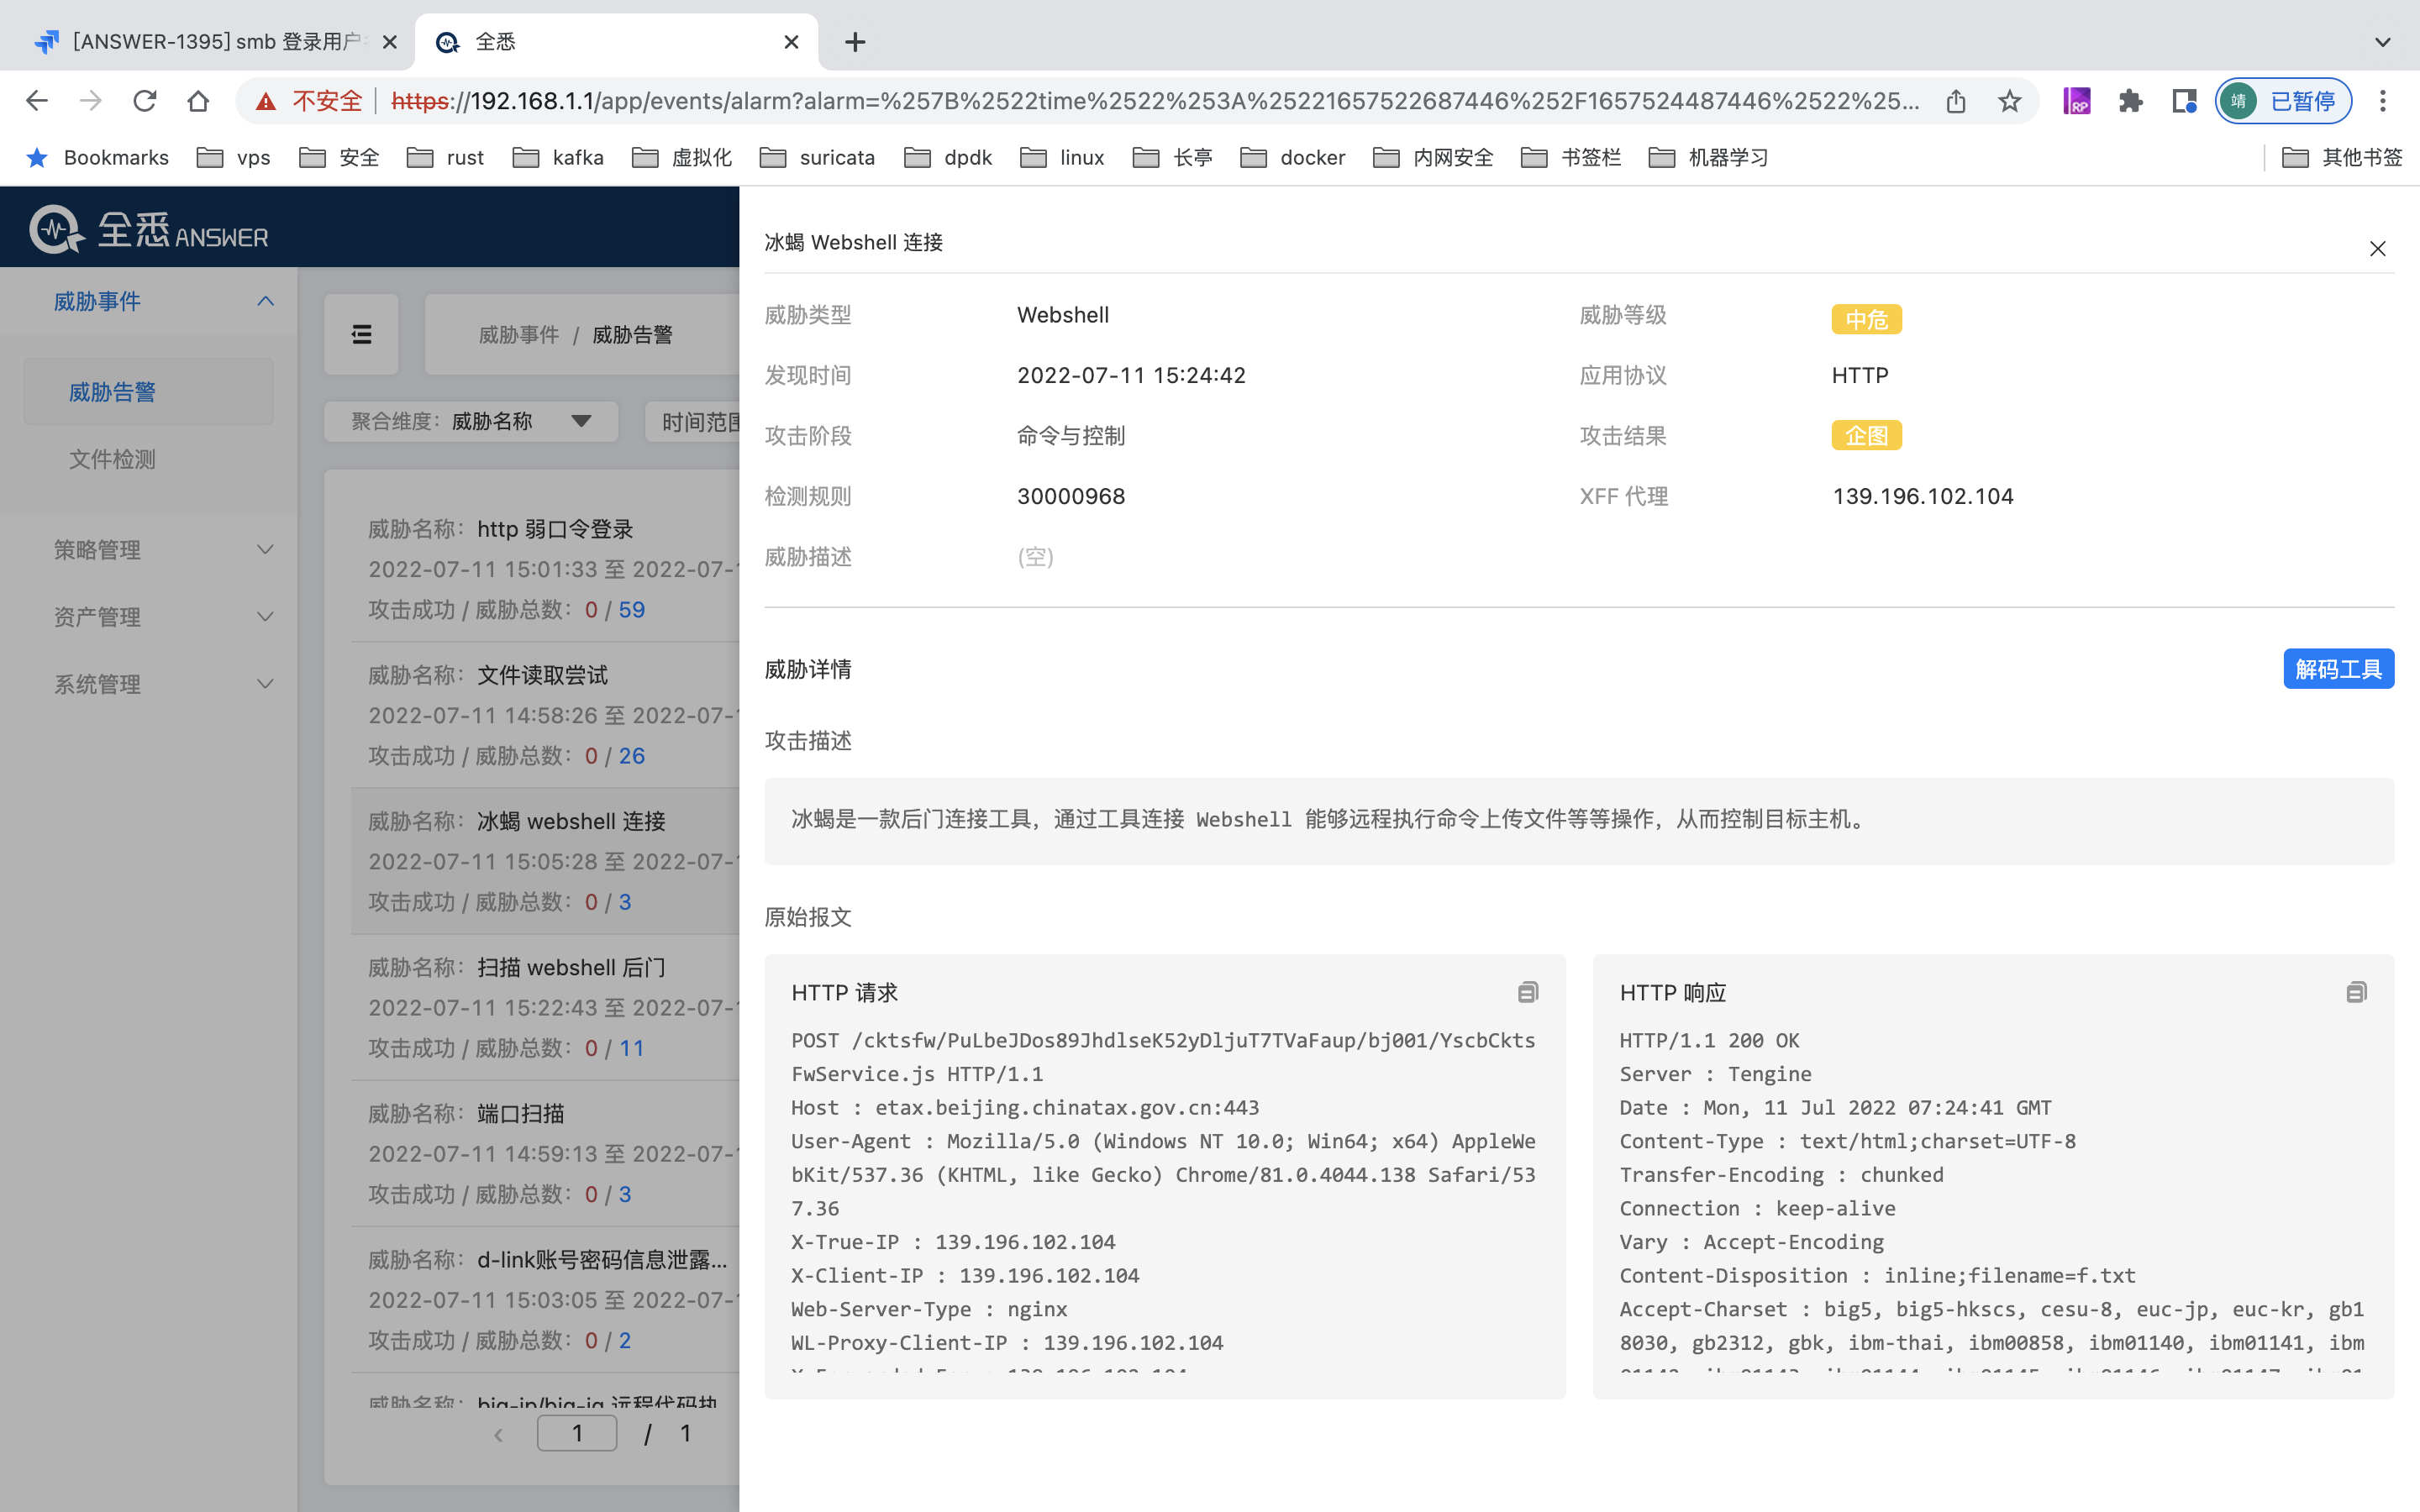 [ANSWER-1395] smb 登录用户
全悉
不安全
https://192.168.1.1/app/events/alarm?alarm=%257B%2522time%2522%253A%25221657522687446%252F1657524487446%2522%25...
靖 已暂停
Bookmarks vps 安全 rust kafka 虚拟化 suricata dpdk linux 长亭 docker 内网安全 书签栏 机器学习 其他书签
全悉 ANSWER
威胁事件
威胁告警
文件检测
策略管理
资产管理
系统管理
威胁事件 / 威胁告警
聚合维度: 威胁名称
时间范围
威胁名称: http 弱口令登录
2022-07-11 15:01:33 至 2022-07-
攻击成功 / 威胁总数: 0 / 59
威胁名称: 文件读取尝试
2022-07-11 14:58:26 至 2022-07-
攻击成功 / 威胁总数: 0 / 26
威胁名称: 冰蝎 webshell 连接
2022-07-11 15:05:28 至 2022-07-
攻击成功 / 威胁总数: 0 / 3
威胁名称: 扫描 webshell 后门
2022-07-11 15:22:43 至 2022-07-
攻击成功 / 威胁总数: 0 / 11
威胁名称: 端口扫描
2022-07-11 14:59:13 至 2022-07-
攻击成功 / 威胁总数: 0 / 3
威胁名称: d-link账号密码信息泄露...
2022-07-11 15:03:05 至 2022-07-
攻击成功 / 威胁总数: 0 / 2
威胁名称: big-ip/big-iq 远程代码执
1 / 1
冰蝎 Webshell 连接
威胁类型 Webshell 威胁等级 中危
发现时间 2022-07-11 15:24:42 应用协议 HTTP
攻击阶段 命令与控制 攻击结果 企图
检测规则 30000968 XFF 代理 139.196.102.104
威胁描述 (空)
威胁详情
解码工具
攻击描述
冰蝎是一款后门连接工具，通过工具连接 Webshell 能够远程执行命令上传文件等等操作，从而控制目标主机。
原始报文
HTTP 请求
POST /cktsfw/PuLbeJDos89JhdlseK52yDljuT7TVaFaup/bj001/YscbCkts
FwService.js HTTP/1.1
Host : etax.beijing.chinatax.gov.cn:443
User-Agent : Mozilla/5.0 (Windows NT 10.0; Win64; x64) AppleWe
bKit/537.36 (KHTML, like Gecko) Chrome/81.0.4044.138 Safari/53
7.36
X-True-IP : 139.196.102.104
X-Client-IP : 139.196.102.104
Web-Server-Type : nginx
WL-Proxy-Client-IP : 139.196.102.104
HTTP 响应
HTTP/1.1 200 OK
Server : Tengine
Date : Mon, 11 Jul 2022 07:24:41 GMT
Content-Type : text/html;charset=UTF-8
Transfer-Encoding : chunked
Connection : keep-alive
Vary : Accept-Encoding
Content-Disposition : inline;filename=f.txt
Accept-Charset : big5, big5-hkscs, cesu-8, euc-jp, euc-kr, gb1
8030, gb2312, gbk, ibm-thai, ibm00858, ibm01140, ibm01141, ibm